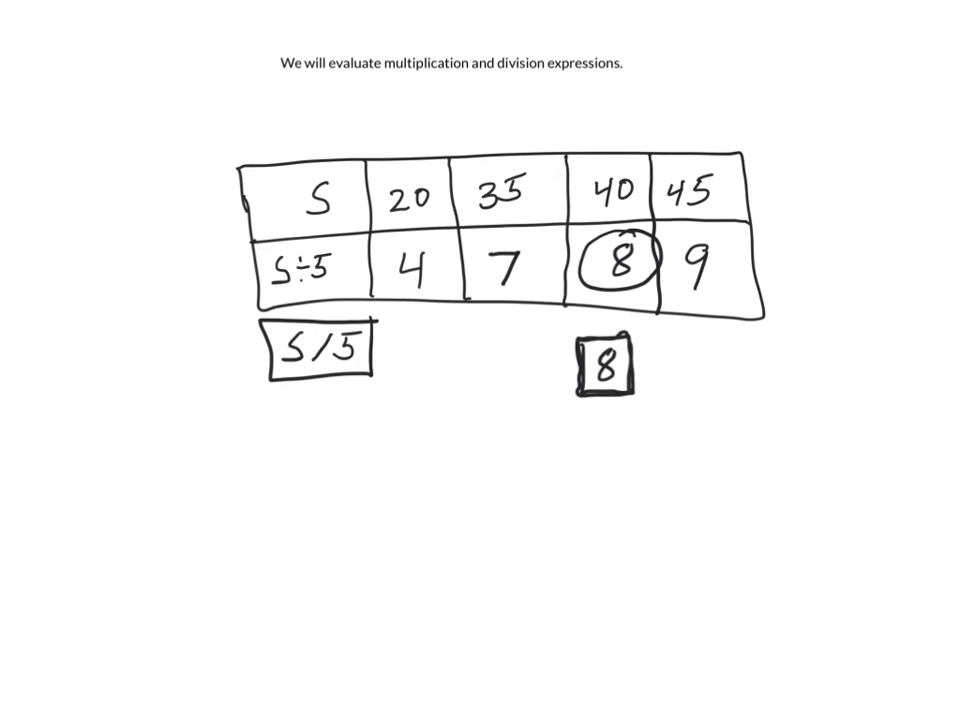 We will evaluate multiplication and division expressions.
S 20 35 40 45
S÷5 4 7 8 9
S/5 8